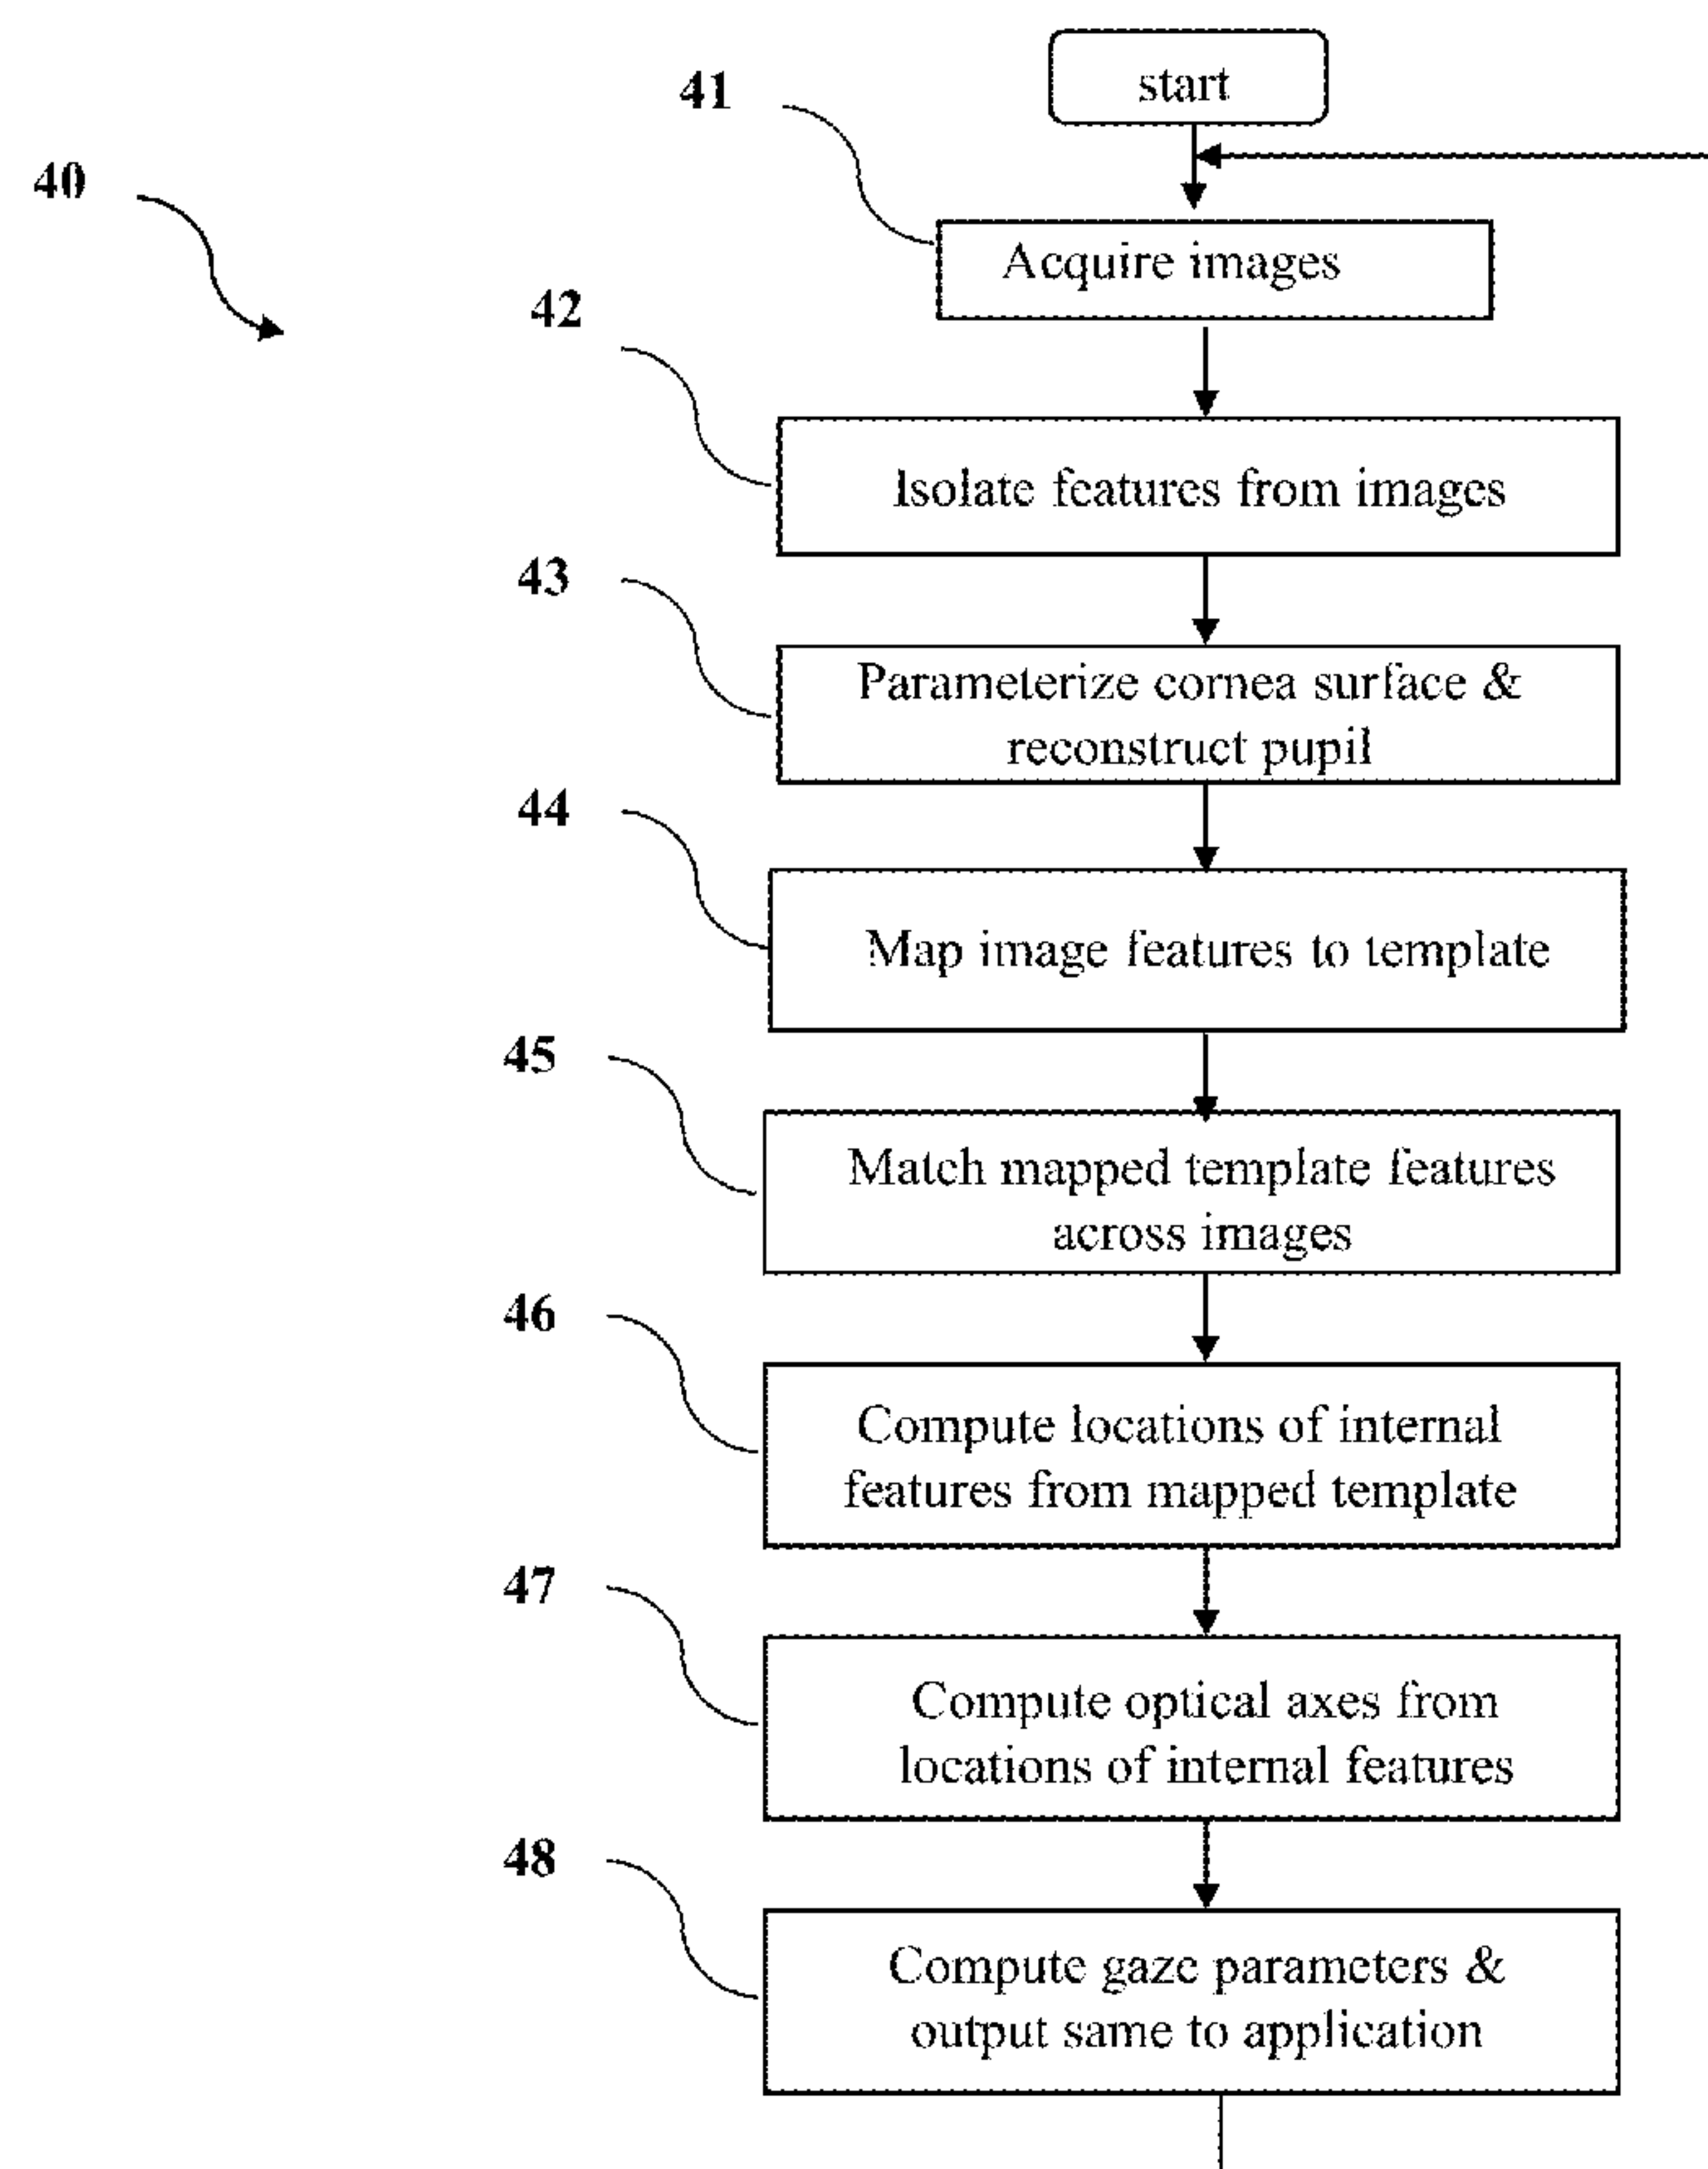 start
41
40
Acquire images
42
Isolate features from images
43
Parameterize cornea surface &
reconstruct pupil
44
Map image features to template
45
Match mapped template features
across images
46
Compute locations of internal
features from mapped template
47
Compute optical axes from
locations of internal features
48
Compute gaze parameters &
output same to application